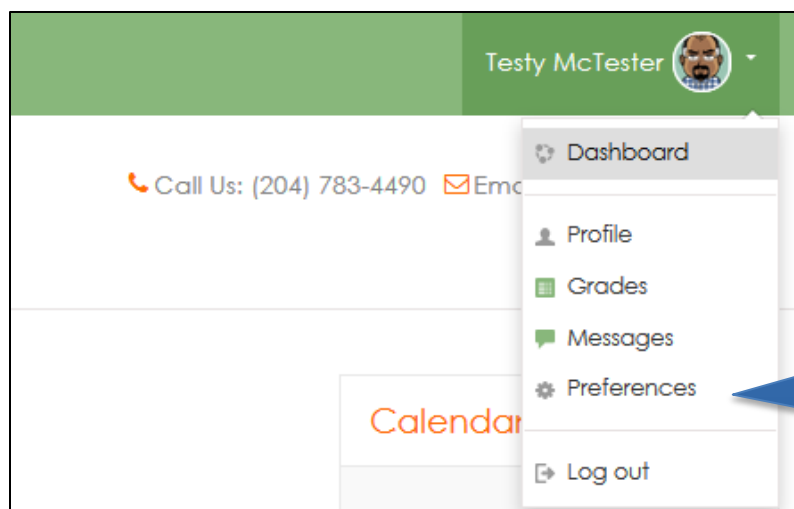 Testy McTester
Dashboard
Call Us: (204) 783-4490
Profile
Grades
Messages
Preferences
Calendar
Log out